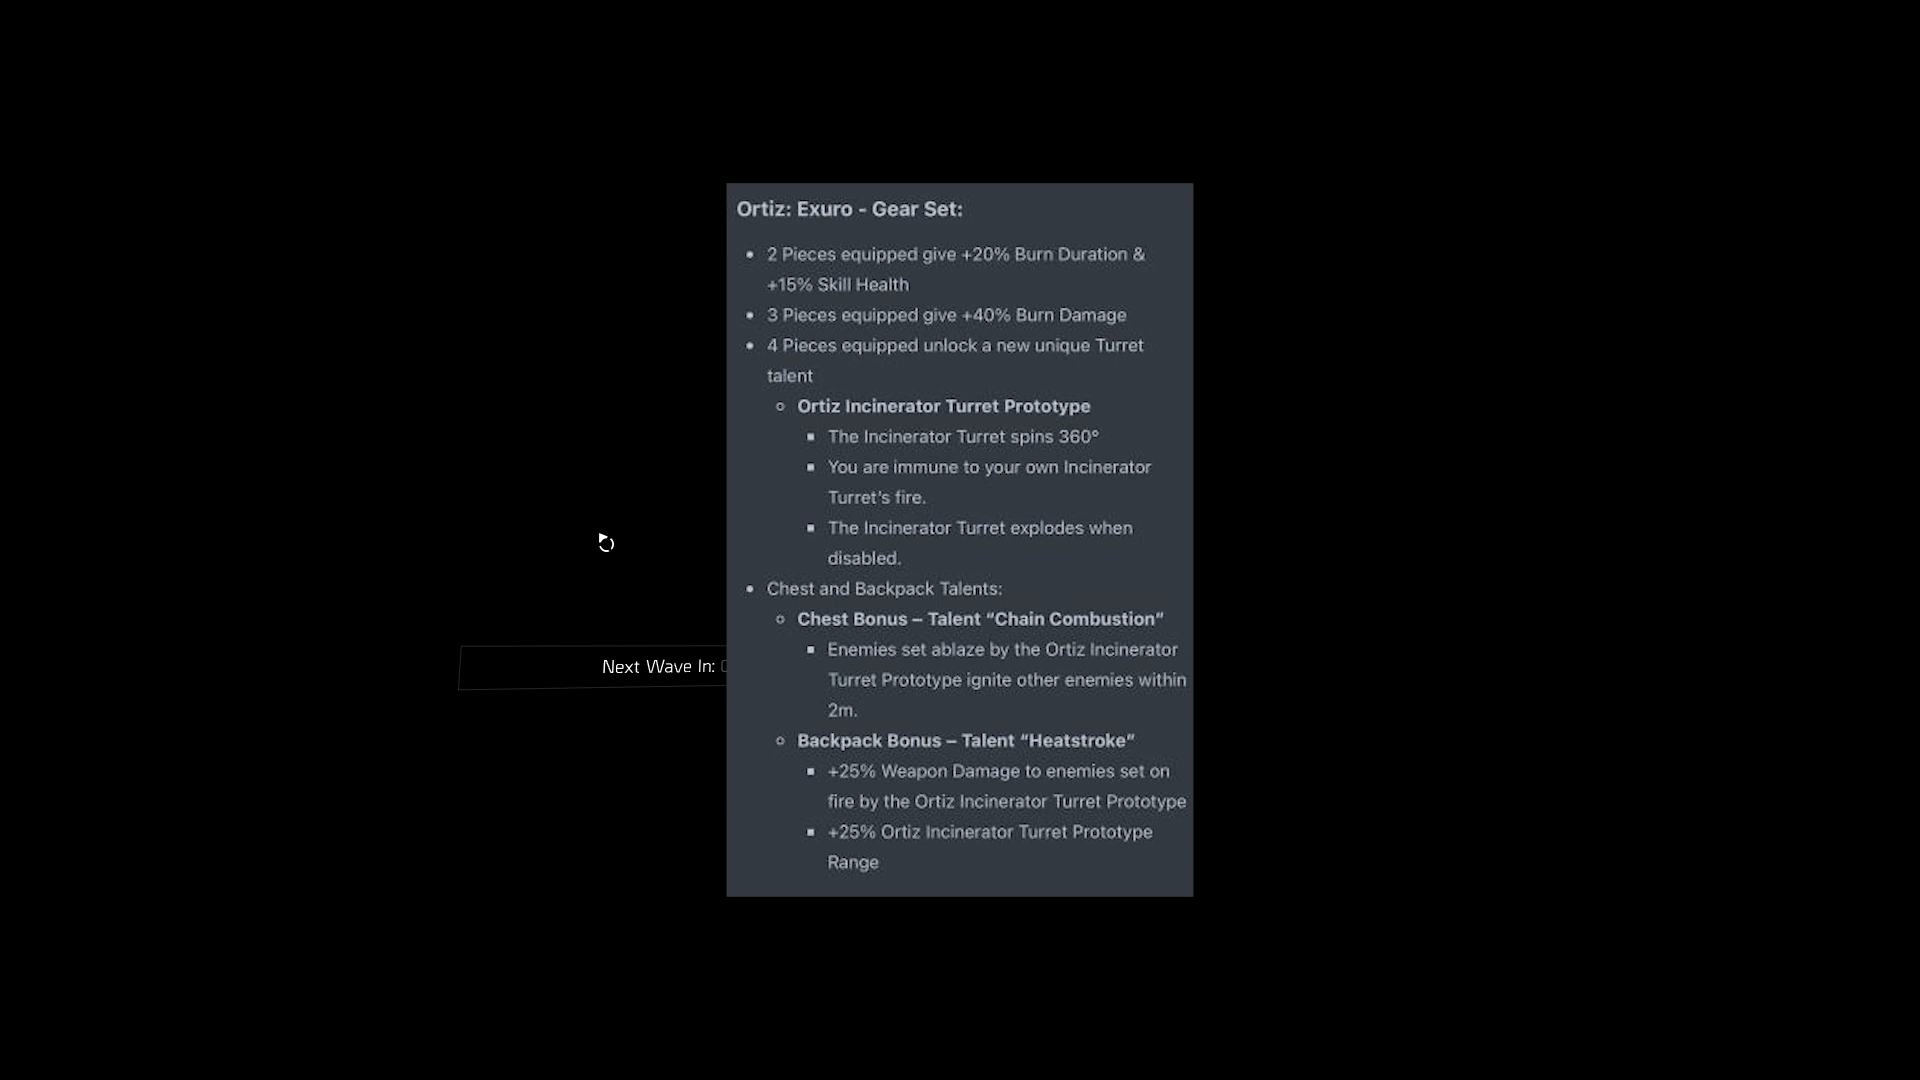 Ortiz: Exuro - Gear Set:
• 2 Pieces equipped give +20% Burn Duration &
+15% Skill Health
• 3 Pieces equipped give +40% Burn Damage
• 4 Pieces equipped unlock a new unique Turret
talent
○ Ortiz Incinerator Turret Prototype
▪ The Incinerator Turret spins 360°
▪ You are immune to your own Incinerator
Turret’s fire.
▪ The Incinerator Turret explodes when
disabled.
• Chest and Backpack Talents:
○ Chest Bonus – Talent “Chain Combustion”
▪ Enemies set ablaze by the Ortiz Incinerator
Turret Prototype ignite other enemies within
2m.
○ Backpack Bonus – Talent “Heatstroke”
▪ +25% Weapon Damage to enemies set on
fire by the Ortiz Incinerator Turret Prototype
▪ +25% Ortiz Incinerator Turret Prototype
Range
Next Wave In: